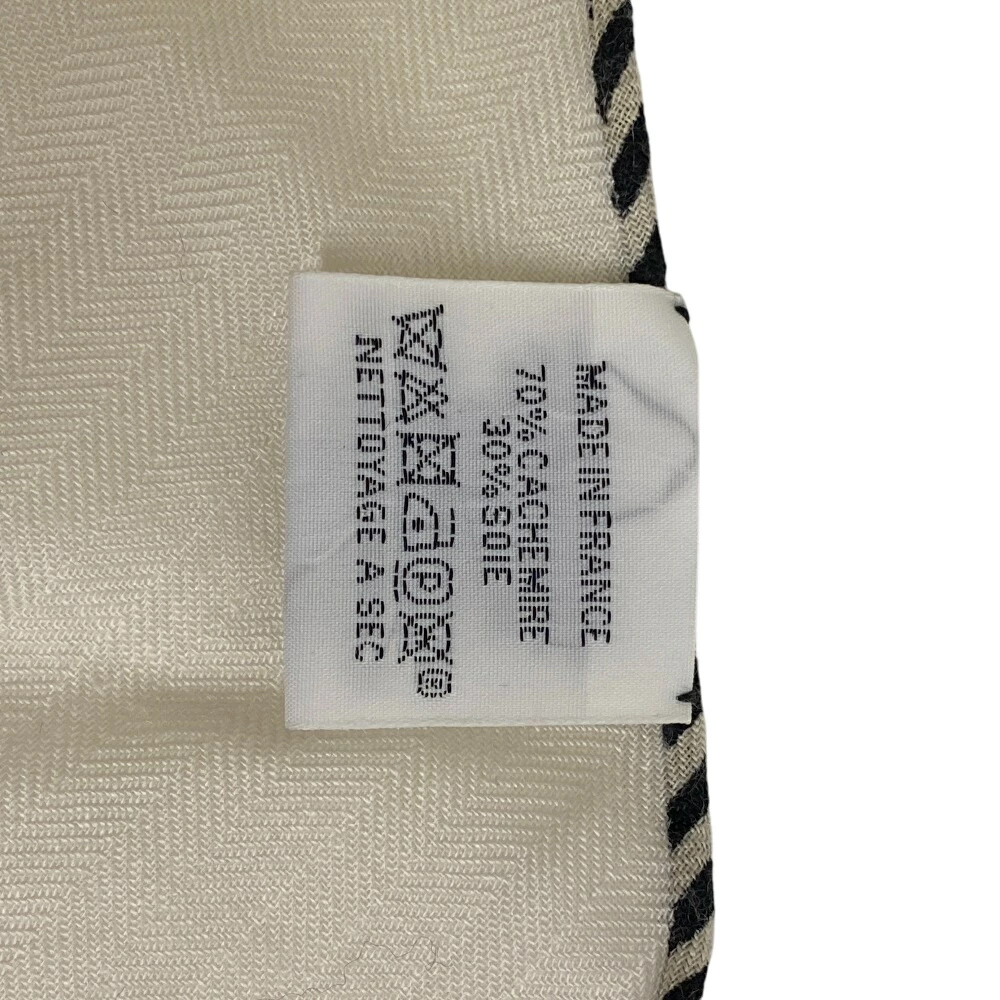 MADE IN FRANCE
70% CACHEMIRE
30% SOIE
P
NETTOYAGE A SEC